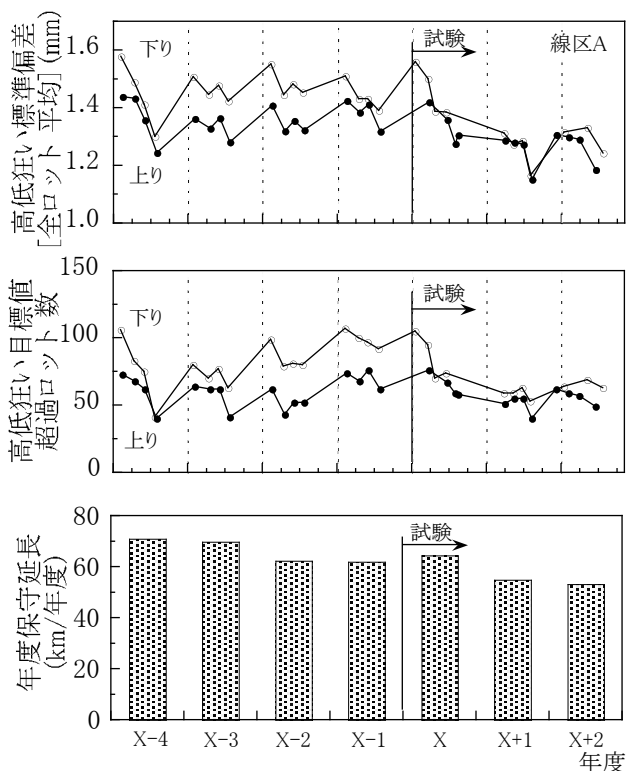 高低狂い標準偏差
[全ロット平均](mm)
1.6
1.4
1.2
1.0
下り
上り
試験
線区A
高低狂い目標値
超過ロット数
150
100
50
0
下り
上り
試験
年度保守延長
(km/年度)
80
60
40
20
0
試験
X-4 X-3 X-2 X-1 X X+1 X+2
年度